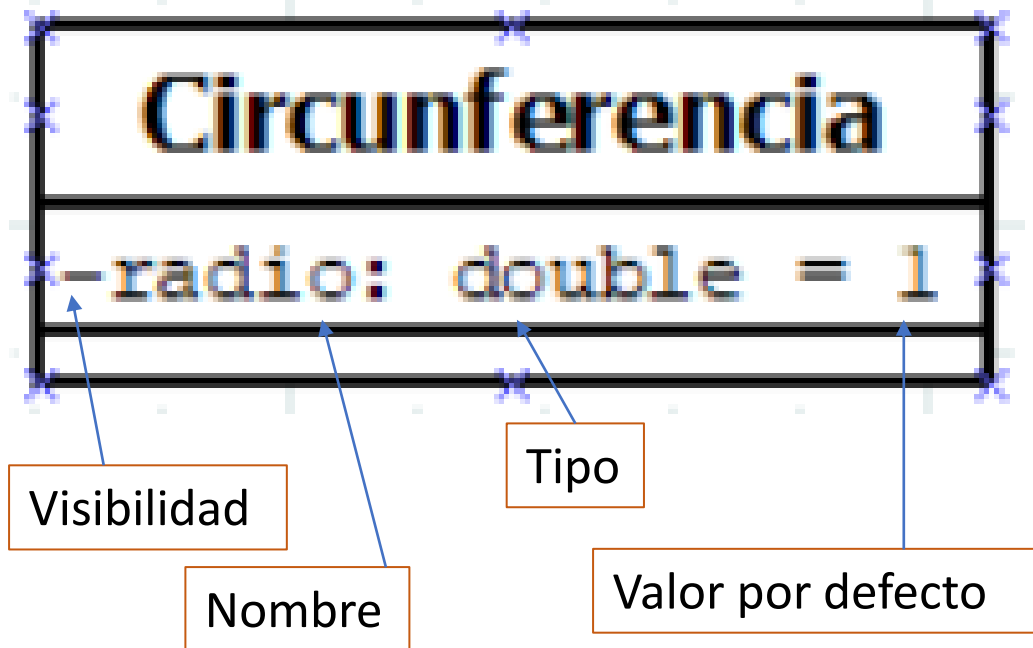 Circunferencia
-radio: double = 1
Tipo
Visibilidad
Valor por defecto
Nombre